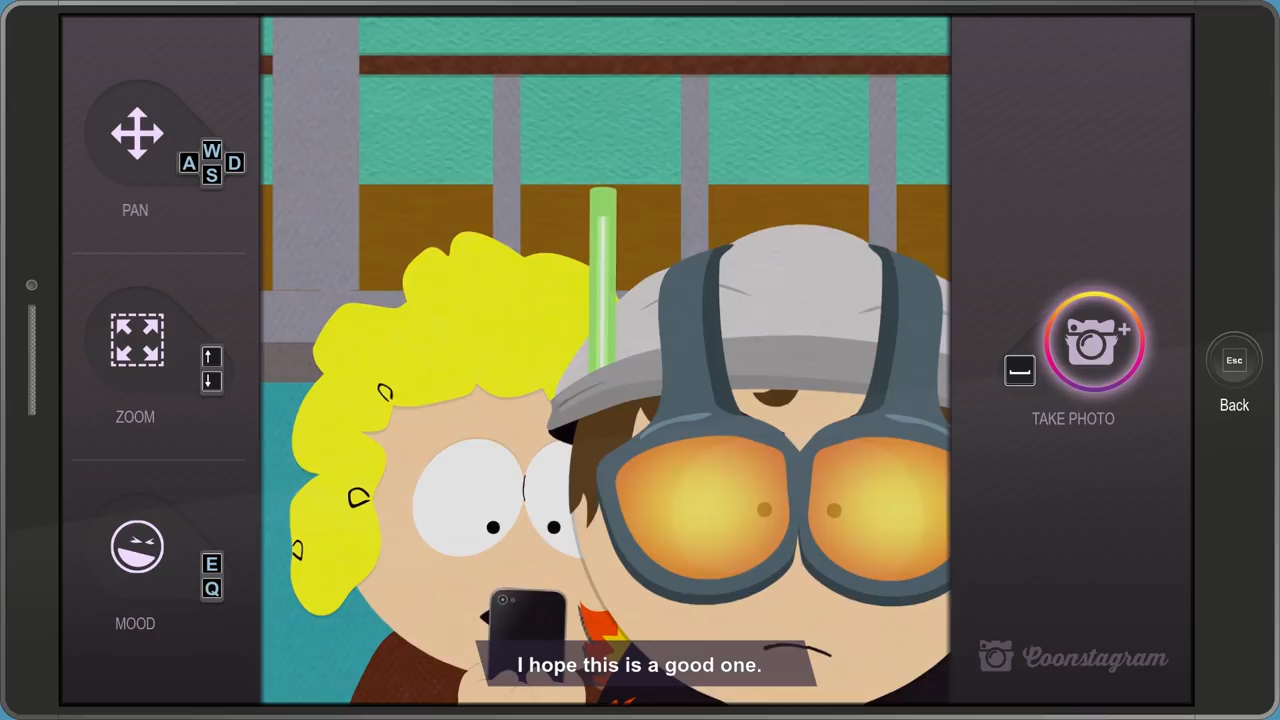 W
A
S
D
PAN
↑
↓
ZOOM
E
Q
MOOD
I hope this is a good one.
TAKE PHOTO
Coonstagram
Esc
Back